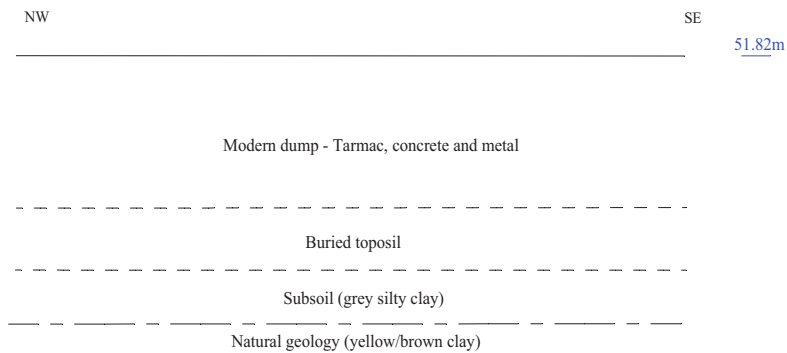 NW
SE
51.82m
Modern dump - Tarmac, concrete and metal
Buried toposil
Subsoil (grey silty clay)
Natural geology (yellow/brown clay)